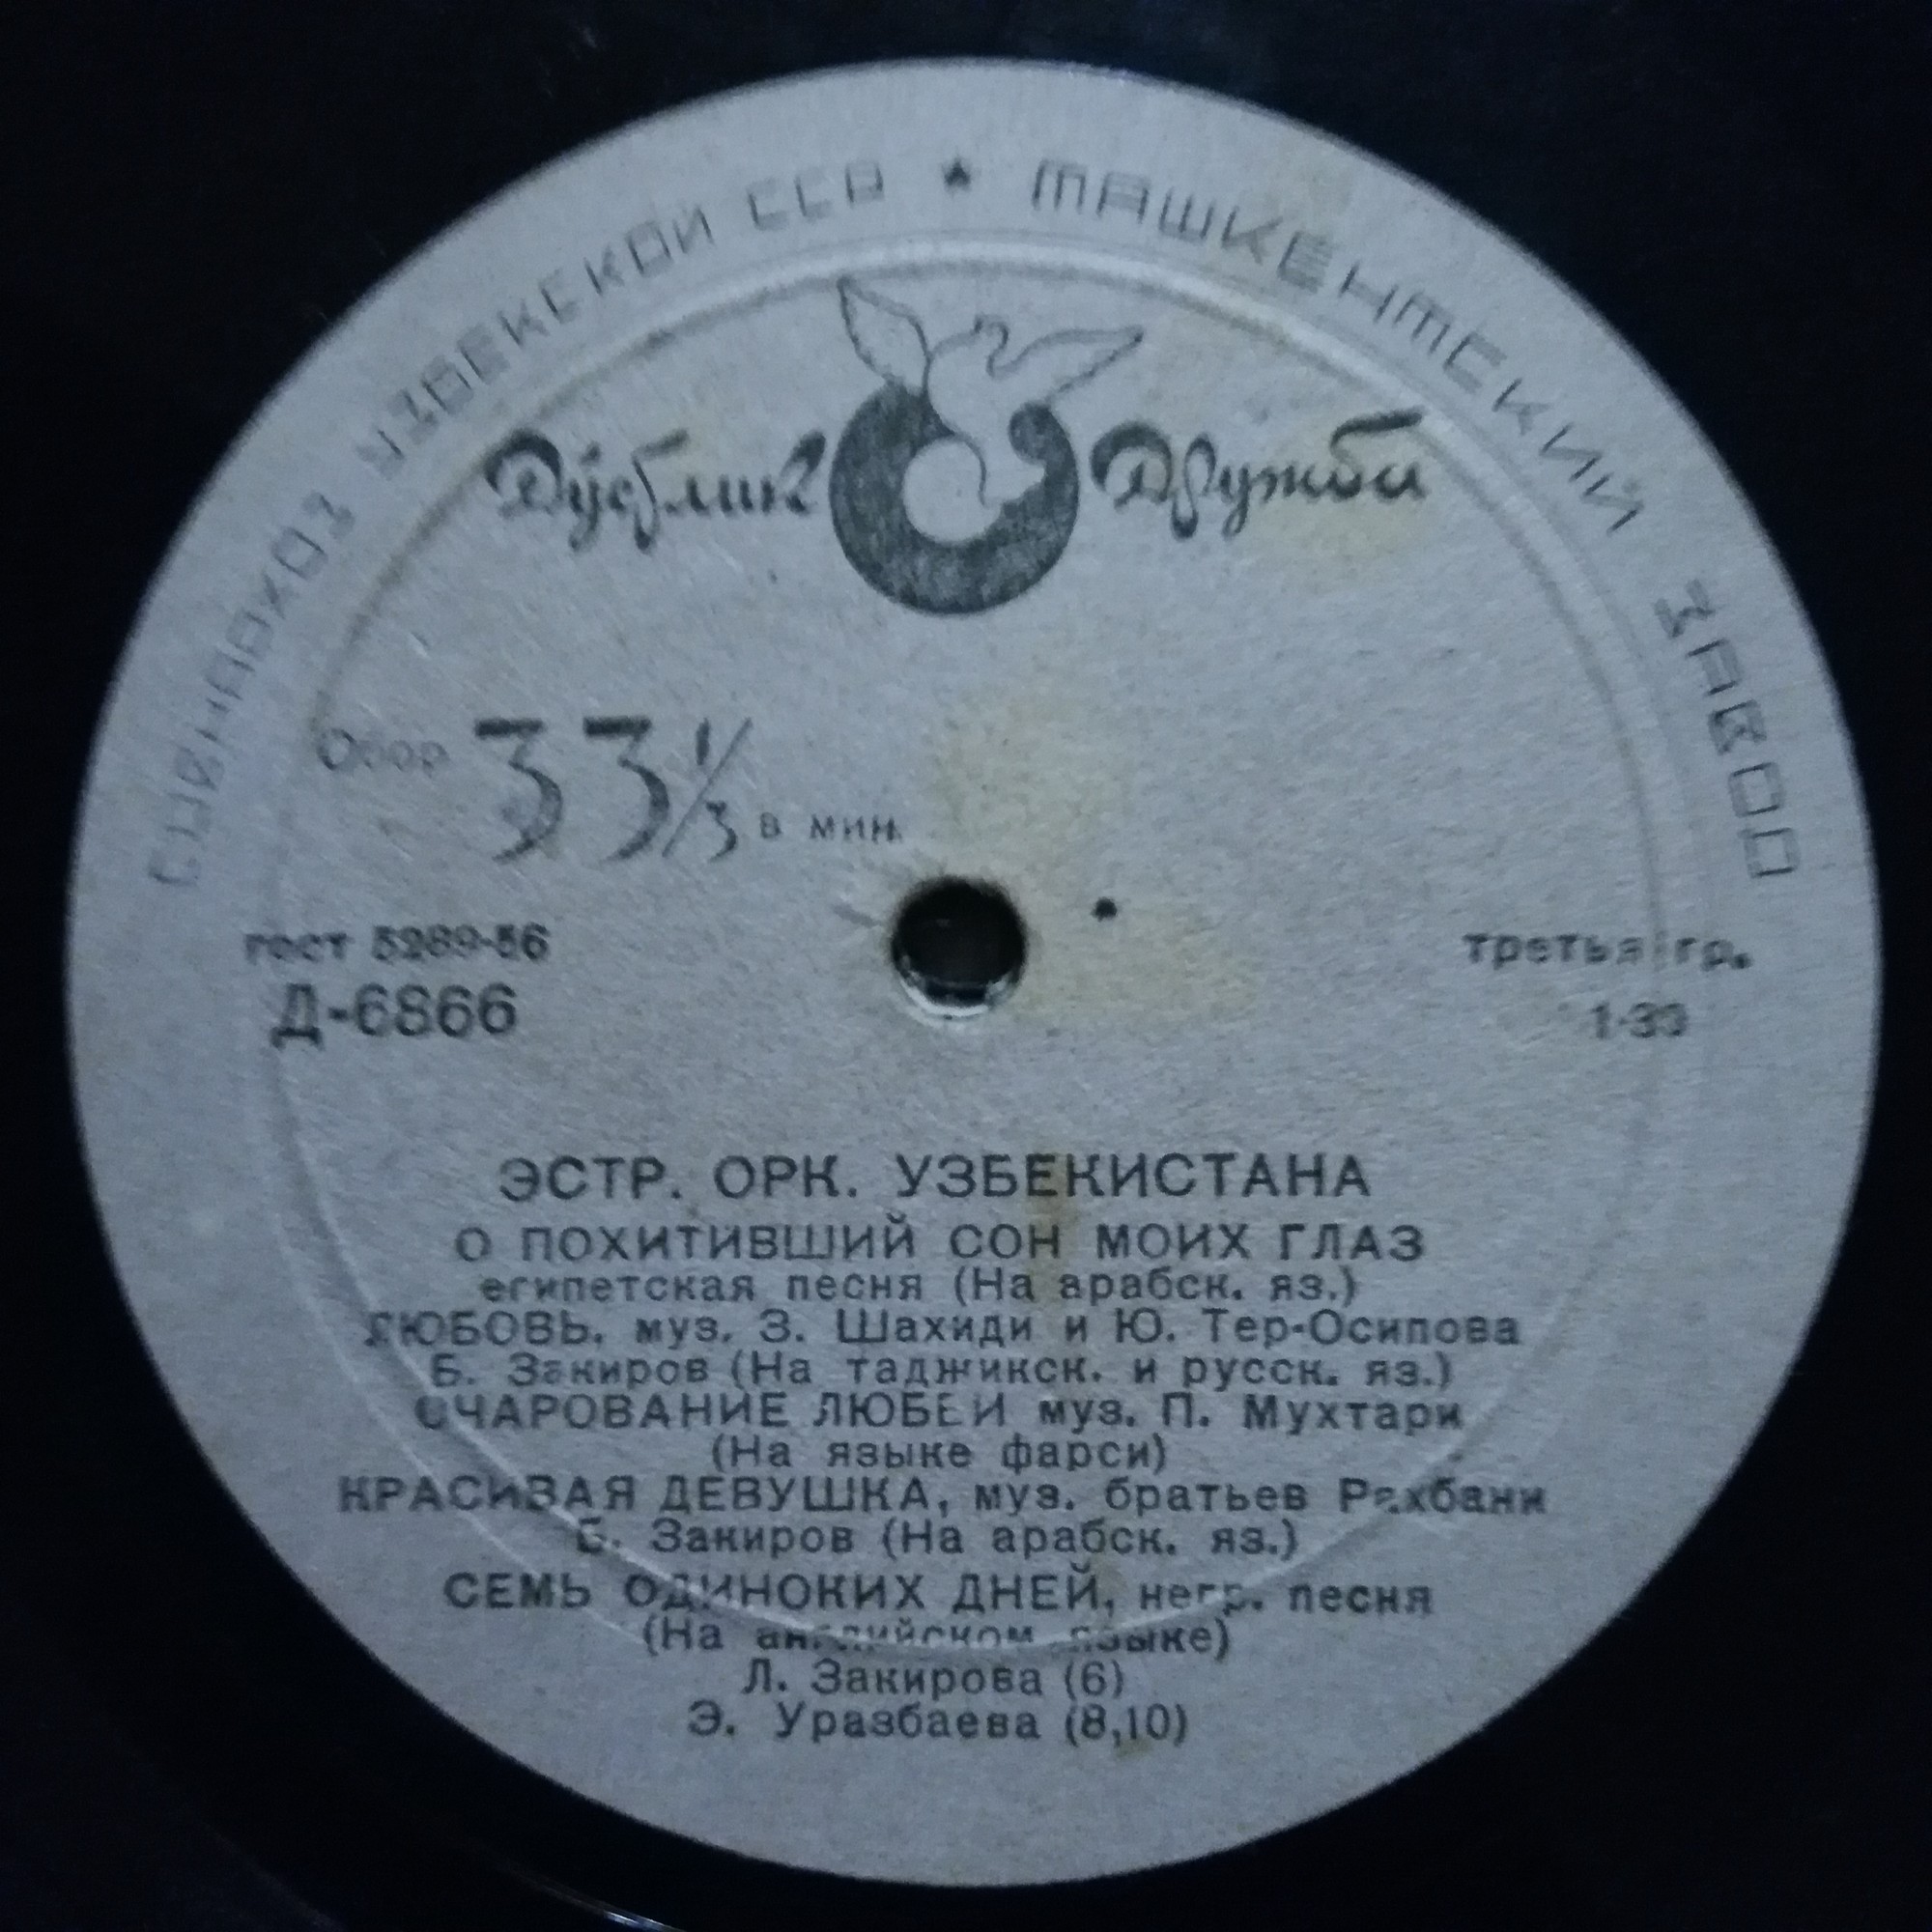 СОВНАРХОЗ УЗБЕКСКОЙ ССР ★ ТАШКЕНТСКИЙ ЗАВОД
Дўстлик Дружба
Обор 33 1/3 в мин.
гост 5289-56
Д-6866
третья гр.
1-33
ЭСТР. ОРК. УЗБЕКИСТАНА
О ПОХИТИВШИЙ СОН МОИХ ГЛАЗ
египетская песня (На арабск. яз.)
ЛЮБОВЬ. муз. З. Шахиди и Ю. Тер-Осипова
Б. Закиров (На таджикск. и русск. яз.)
ОЧАРОВАНИЕ ЛЮБВИ муз. П. Мухтари
(На языке фарси)
КРАСИВАЯ ДЕВУШКА, муз. братьев Рахбани
Б. Закиров (На арабск. яз.)
СЕМЬ ОДИНОКИХ ДНЕЙ, негр. песня
(На английском языке)
Л. Закирова (6)
Э. Уразбаева (8,10)